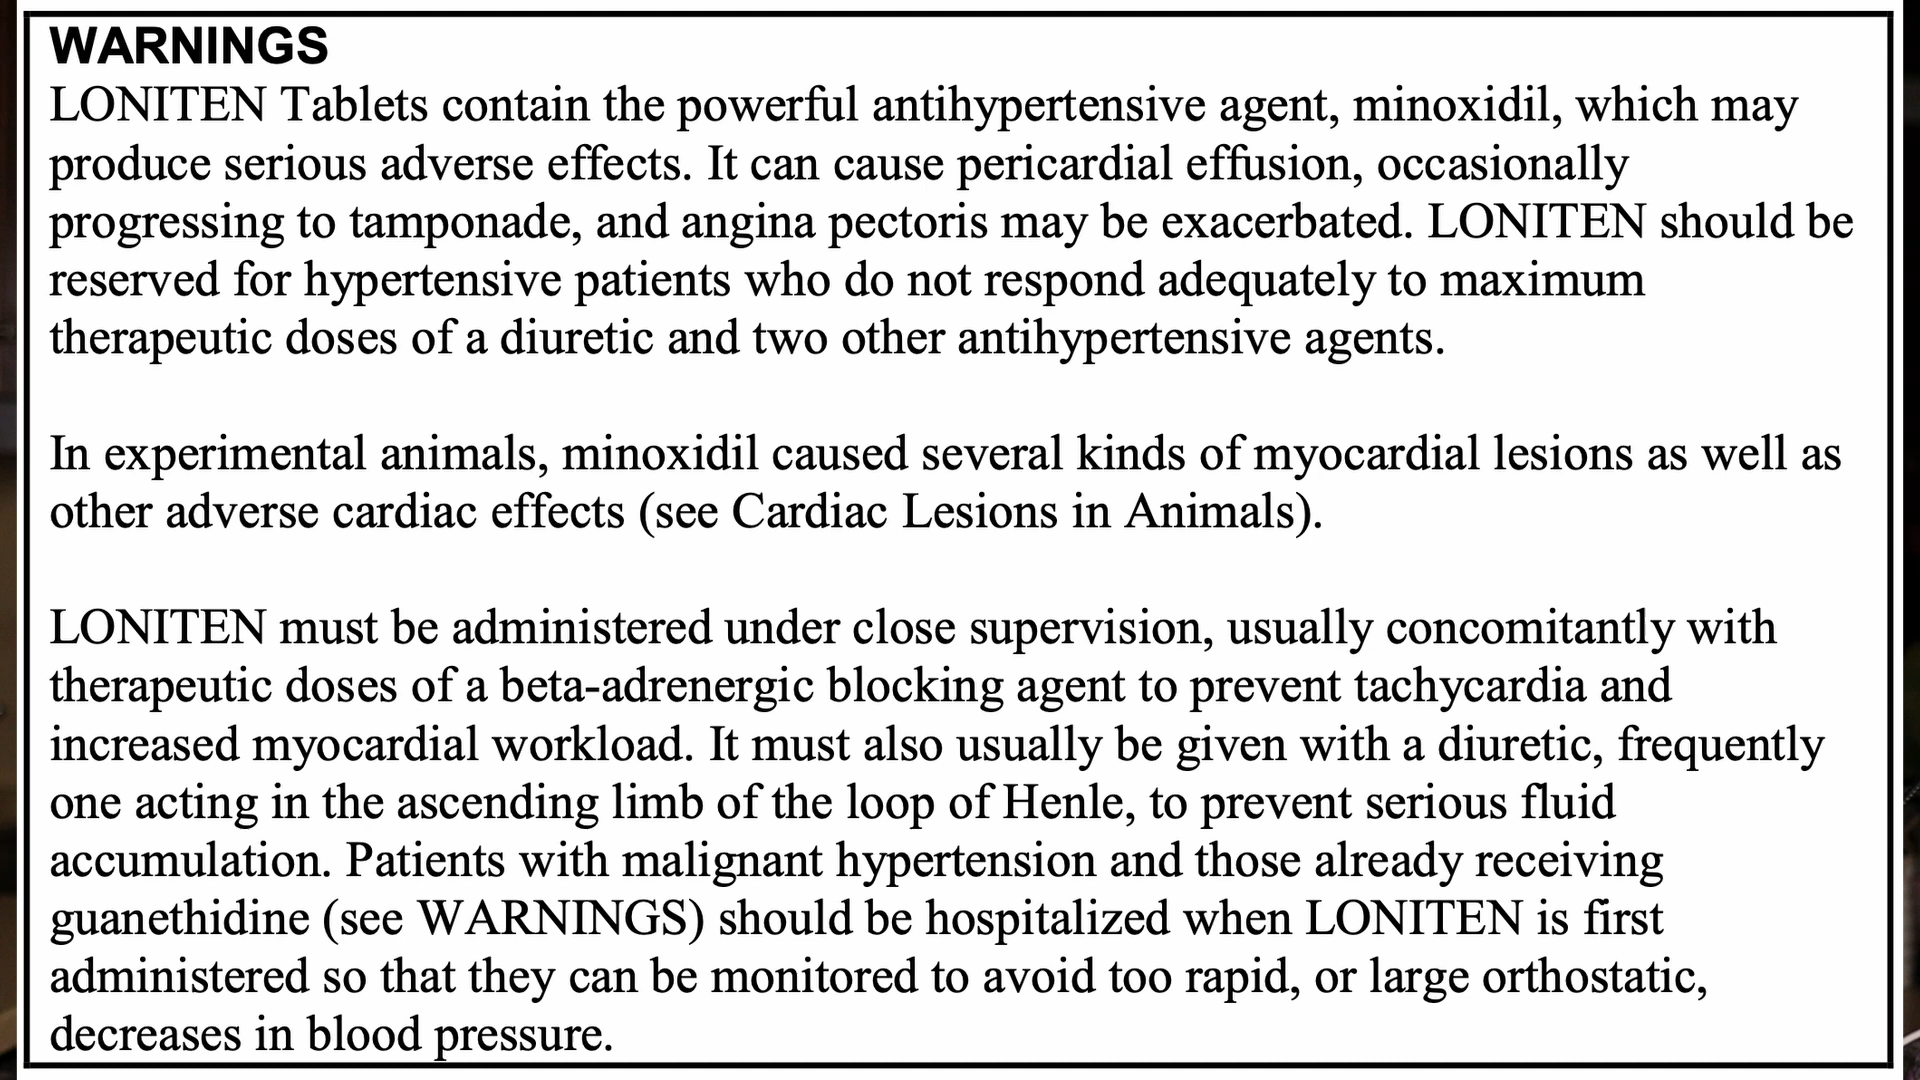 WARNINGS
LONITEN Tablets contain the powerful antihypertensive agent, minoxidil, which may
produce serious adverse effects. It can cause pericardial effusion, occasionally
progressing to tamponade, and angina pectoris may be exacerbated. LONITEN should be
reserved for hypertensive patients who do not respond adequately to maximum
therapeutic doses of a diuretic and two other antihypertensive agents.
In experimental animals, minoxidil caused several kinds of myocardial lesions as well as
other adverse cardiac effects (see Cardiac Lesions in Animals).
LONITEN must be administered under close supervision, usually concomitantly with
therapeutic doses of a beta-adrenergic blocking agent to prevent tachycardia and
increased myocardial workload. It must also usually be given with a diuretic, frequently
one acting in the ascending limb of the loop of Henle, to prevent serious fluid
accumulation. Patients with malignant hypertension and those already receiving
guanethidine (see WARNINGS) should be hospitalized when LONITEN is first
administered so that they can be monitored to avoid too rapid, or large orthostatic,
decreases in blood pressure.